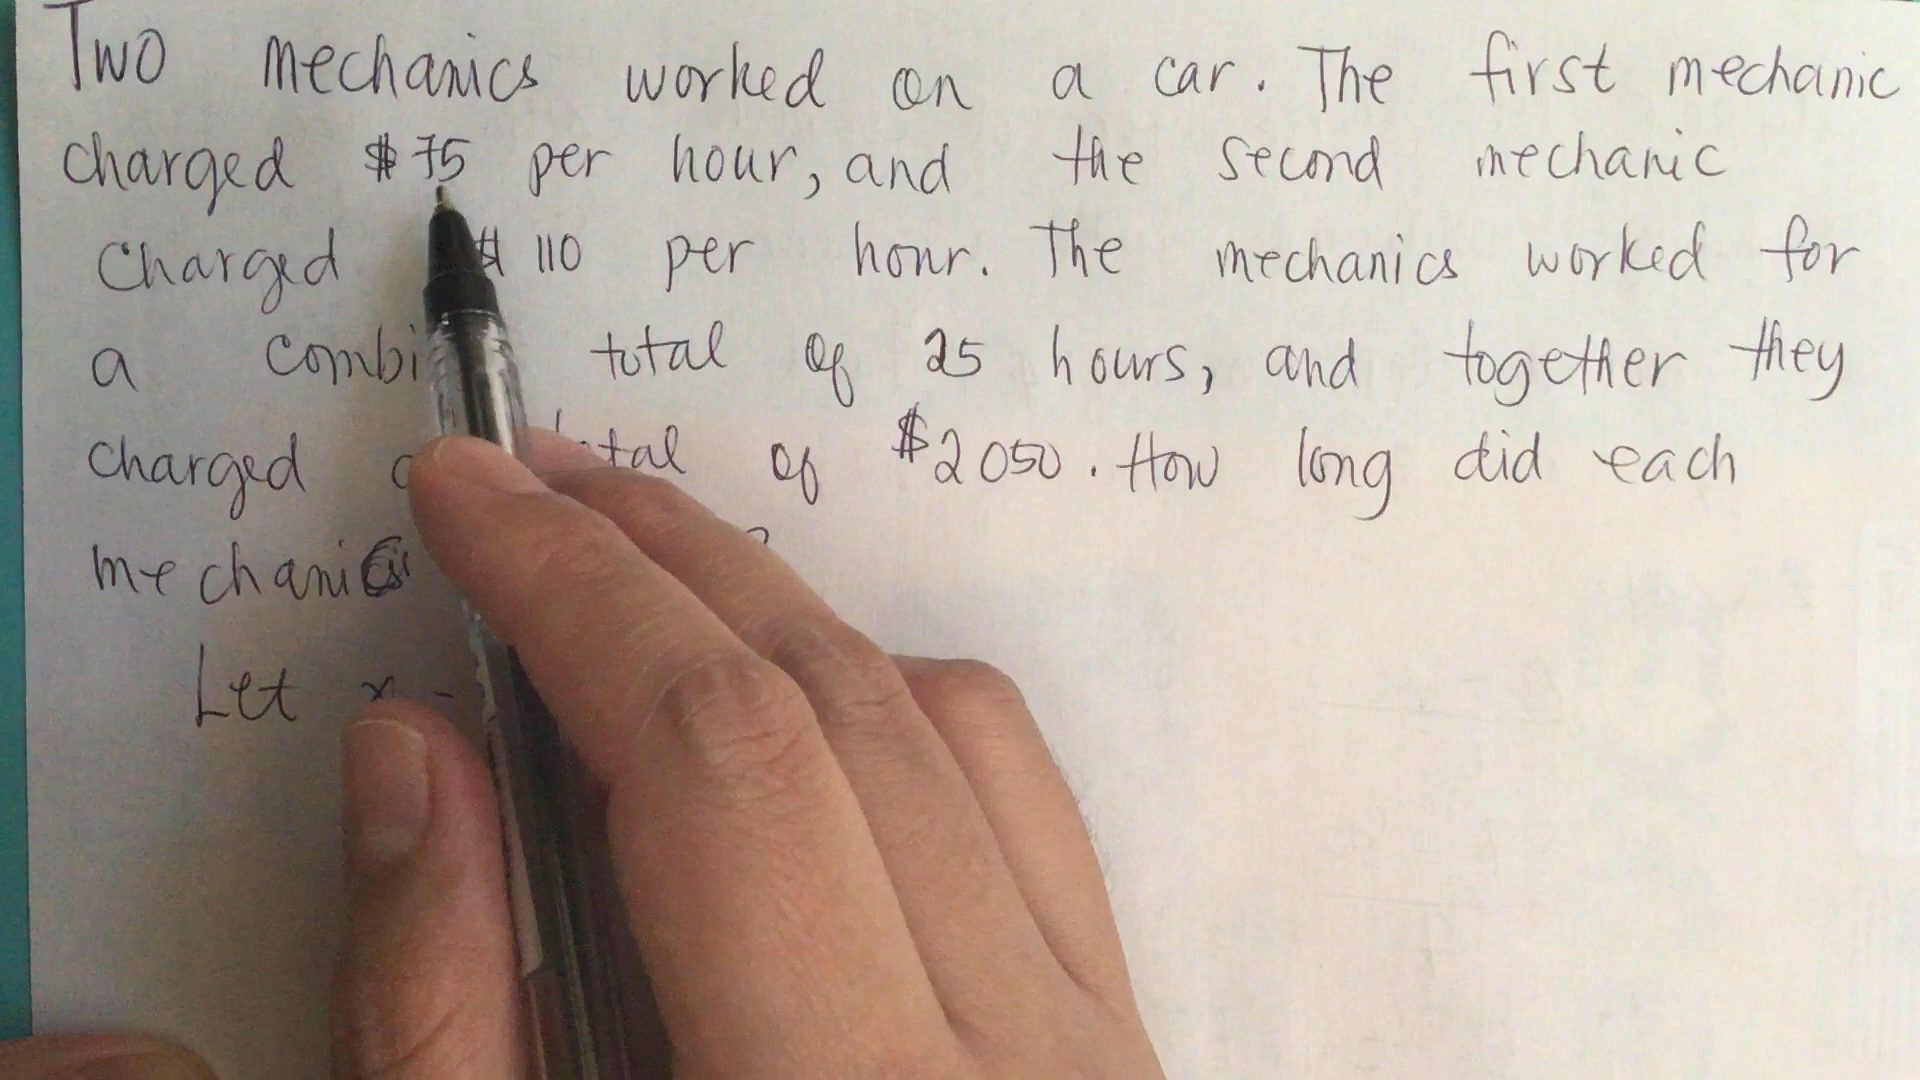 Two mechanics worked on a car. The first mechanic
charged $75 per hour, and the second mechanic
charged $110 per hour. The mechanics worked for
a combi total of 25 hours, and together they
charged of $2050. How long did each
mechanic
Let x -